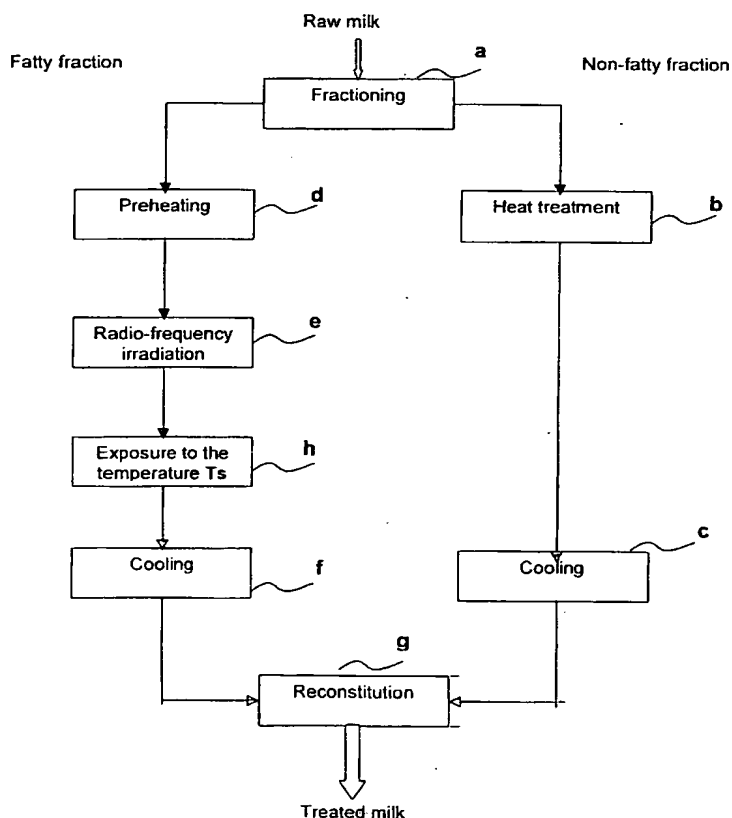 Raw milk
a
Fatty fraction
Non-fatty fraction
Fractioning
Preheating
d
Heat treatment
b
Radio-frequency
irradiation
e
Exposure to the
temperature Ts
h
Cooling
f
Cooling
c
g
Reconstitution
Treated milk